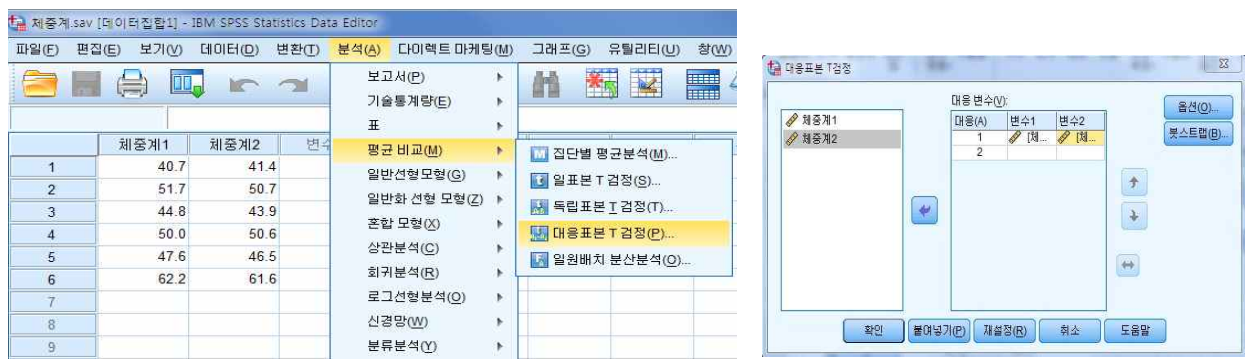 체중계.sav [데이터집합1] - IBM SPSS Statistics Data Editor
파일(F) 편집(E) 보기(V) 데이터(D) 변환(T) 분석(A) 다이렉트 마케팅(M) 그래프(G) 유틸리티(U) 창(W)
보고서(P)
기술통계량(E)
표
평균 비교(M)
일반선형모형(G)
일반화 선형 모형(Z)
혼합 모형(X)
상관분석(C)
회귀분석(R)
로그선형분석(O)
신경망(W)
분류분석(Y)
집단별 평균분석(M)...
일표본 T 검정(S)...
독립표본 T 검정(T)...
대응표본 T 검정(P)...
일원배치 분산분석(O)...
체중계1 체중계2 변수
1 40.7 41.4
2 51.7 50.7
3 44.8 43.9
4 50.0 50.6
5 47.6 46.5
6 62.2 61.6
7
8
9
대응표본 T검정
체중계1
체중계2
대응 변수(V):
대응(A) 변수1 변수2
1 [체... [체...
2
옵션(O)...
붓스트랩(B)...
확인 붙여넣기(P) 재설정(R) 취소 도움말